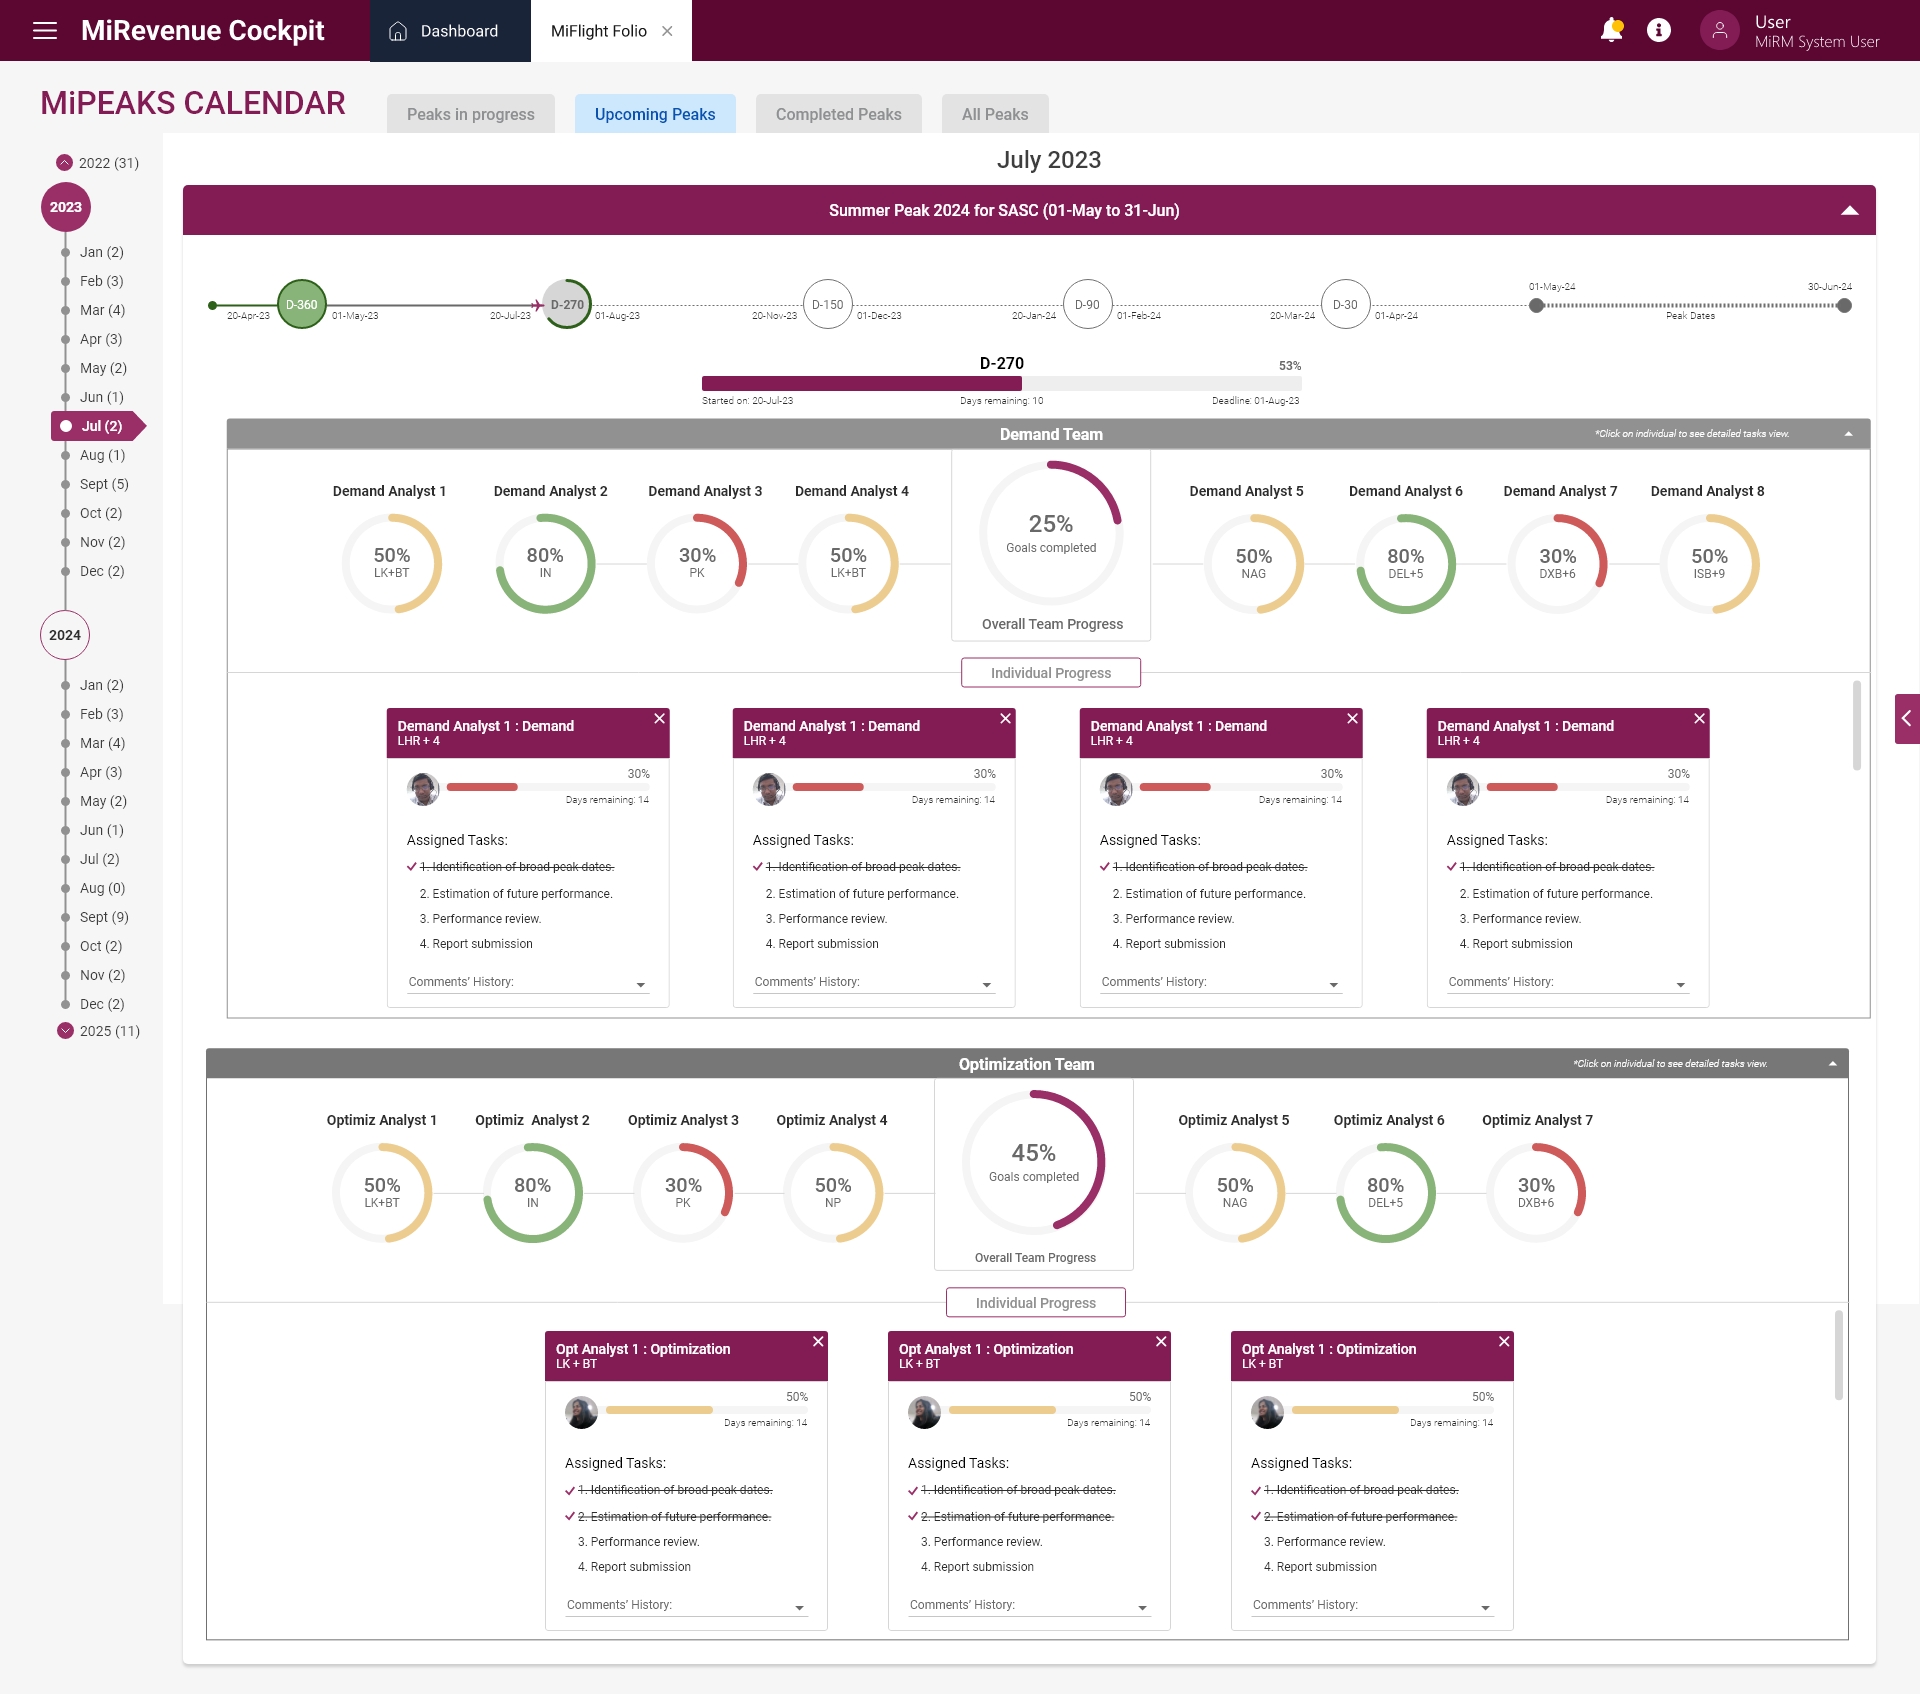 MiRevenue Cockpit
Dashboard
MiFlight Folio
User
MiRM System User
MiPEAKS CALENDAR
Peaks in progress
Upcoming Peaks
Completed Peaks
All Peaks
2022 (31)
2023
Jan (2)
Feb (3)
Mar (4)
Apr (3)
May (2)
Jun (1)
Jul (2)
Aug (1)
Sept (5)
Oct (2)
Nov (2)
Dec (2)
2024
Jan (2)
Feb (3)
Mar (4)
Apr (3)
May (2)
Jun (1)
Jul (2)
Aug (0)
Sept (9)
Oct (2)
Nov (2)
Dec (2)
2025 (11)
July 2023
Summer Peak 2024 for SASC (01-May to 31-Jun)
D-360
D-270
D-150
D-90
D-30
01-May-24
30-Jun-24
20-Apr-23
01-May-23
20-Jul-23
01-Aug-23
20-Nov-23
01-Dec-23
20-Jan-24
01-Feb-24
20-Mar-24
01-Apr-24
Peak Dates
D-270
53%
Started on: 20-Jul-23
Days remaining: 10
Deadline: 01-Aug-23
Demand Team
*Click on individual to see detailed tasks view.
Demand Analyst 1
50%
LK+BT
Demand Analyst 2
80%
IN
Demand Analyst 3
30%
PK
Demand Analyst 4
50%
LK+BT
25%
Goals completed
Overall Team Progress
Demand Analyst 5
50%
NAG
Demand Analyst 6
80%
DEL+5
Demand Analyst 7
30%
DXB+6
Demand Analyst 8
50%
ISB+9
Individual Progress
Demand Analyst 1 : Demand
LHR + 4
30%
Days remaining: 14
Assigned Tasks:
1. Identification of broad peak dates.
2. Estimation of future performance.
3. Performance review.
4. Report submission
Comments' History:
Demand Analyst 1 : Demand
LHR + 4
30%
Days remaining: 14
Assigned Tasks:
1. Identification of broad peak dates.
2. Estimation of future performance.
3. Performance review.
4. Report submission
Comments' History:
Demand Analyst 1 : Demand
LHR + 4
30%
Days remaining: 14
Assigned Tasks:
1. Identification of broad peak dates.
2. Estimation of future performance.
3. Performance review.
4. Report submission
Comments' History:
Demand Analyst 1 : Demand
LHR + 4
30%
Days remaining: 14
Assigned Tasks:
1. Identification of broad peak dates.
2. Estimation of future performance.
3. Performance review.
4. Report submission
Comments' History:
Optimization Team
*Click on individual to see detailed tasks view.
Optimiz Analyst 1
50%
LK+BT
Optimiz Analyst 2
80%
IN
Optimiz Analyst 3
30%
PK
Optimiz Analyst 4
50%
NP
45%
Goals completed
Overall Team Progress
Optimiz Analyst 5
50%
NAG
Optimiz Analyst 6
80%
DEL+5
Optimiz Analyst 7
30%
DXB+6
Individual Progress
Opt Analyst 1 : Optimization
LK + BT
50%
Days remaining: 14
Assigned Tasks:
1. Identification of broad peak dates.
2. Estimation of future performance.
3. Performance review.
4. Report submission
Comments' History:
Opt Analyst 1 : Optimization
LK + BT
50%
Days remaining: 14
Assigned Tasks:
1. Identification of broad peak dates.
2. Estimation of future performance.
3. Performance review.
4. Report submission
Comments' History:
Opt Analyst 1 : Optimization
LK + BT
50%
Days remaining: 14
Assigned Tasks:
1. Identification of broad peak dates.
2. Estimation of future performance.
3. Performance review.
4. Report submission
Comments' History: